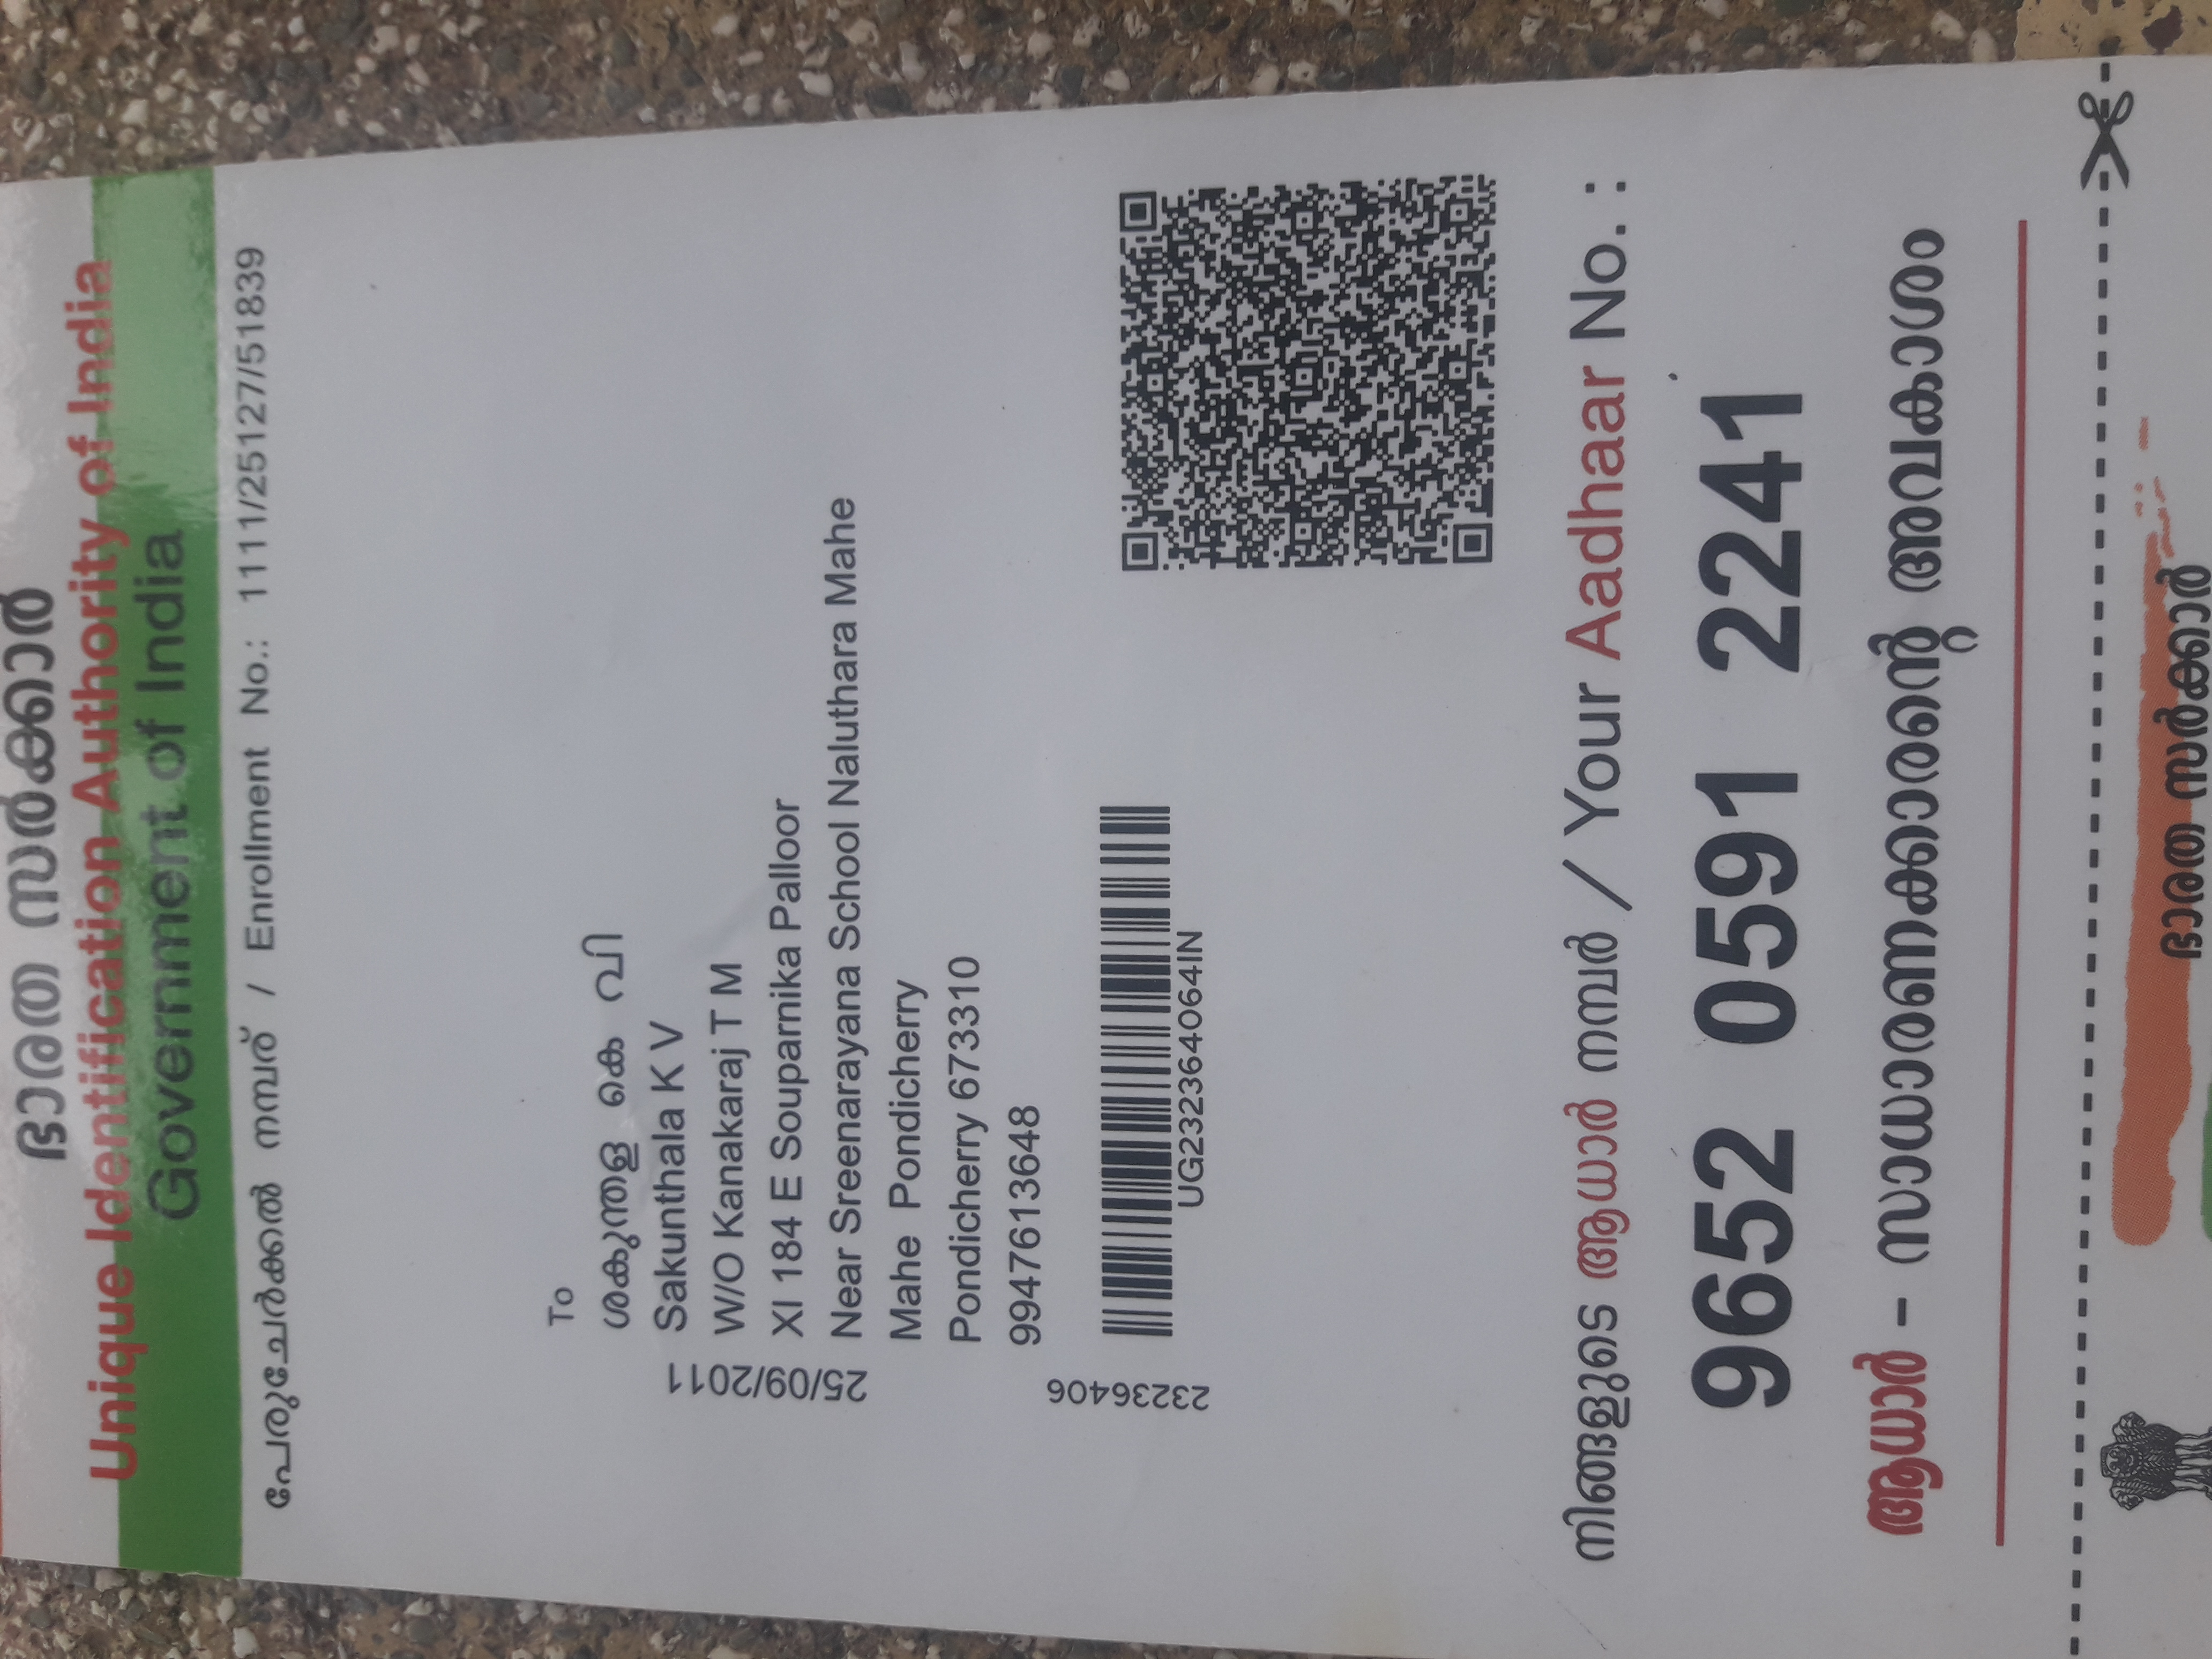 ഭാരത സർക്കാർ
Unique Identification Authority of India
Government of India
പേരുചേർക്കൽ നമ്പര് / Enrollment No.: 1111/25127/51839
To
ശകുന്തള കെ വി
Sakunthala K V
W/O Kanakaraj T M
XI 184 E Souparnika Palloor
Near Sreenarayana School Naluthara Mahe
Mahe Pondicherry
Pondicherry 673310
9947613648
25/09/2011
23236406
UG232364064IN
നിങ്ങളുടെ ആധാർ നമ്പർ / Your Aadhaar No. :
9652 0591 2241
ആധാർ - സാധാരണക്കാരന്റെ അവകാശം
ഭാരത സർക്കാർ